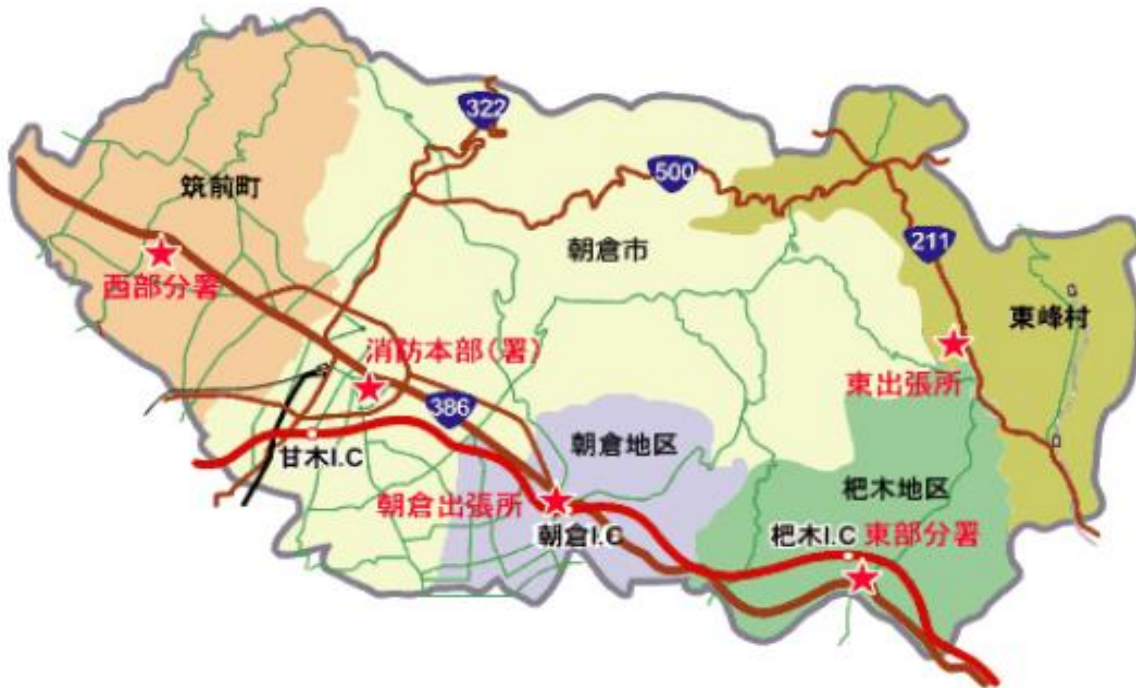 322
500
筑前町
朝倉市
211
西部分署
東峰村
消防本部(署)
東出張所
386
甘木I.C
朝倉地区
杷木地区
朝倉出張所
朝倉I.C
杷木I.C
東部分署